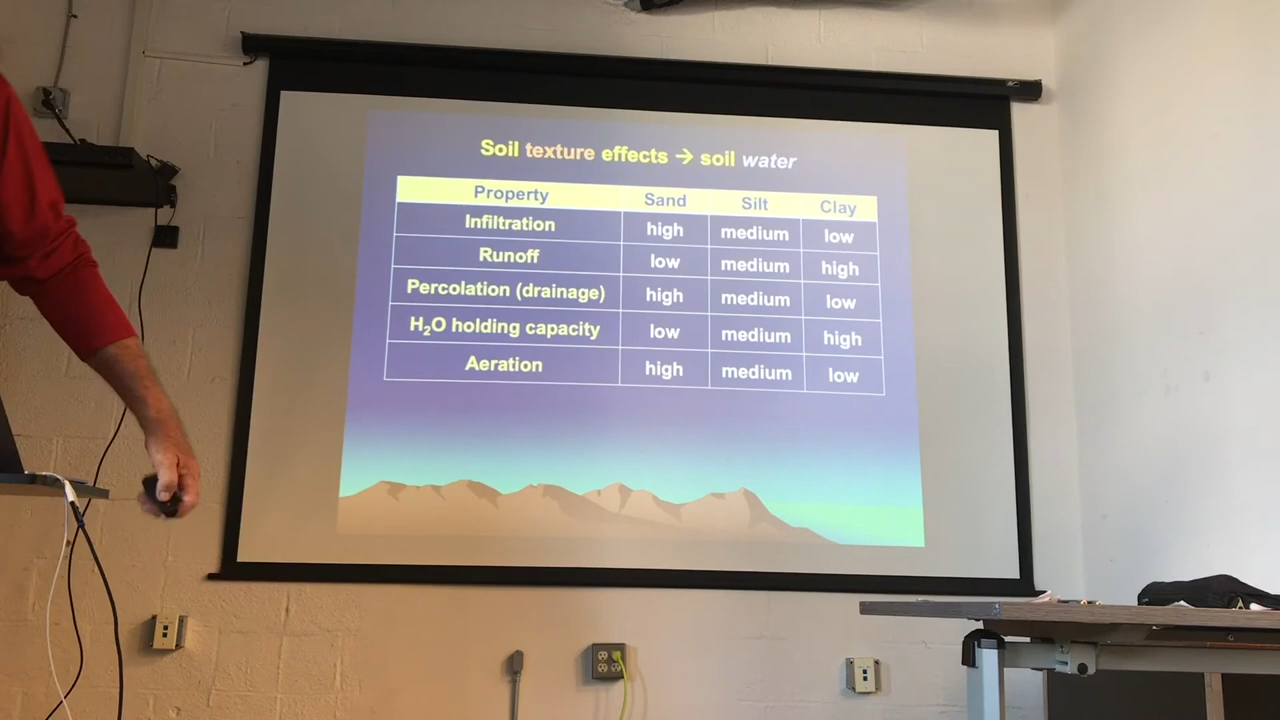 Soil texture effects → soil water
Property Sand Silt Clay
Infiltration high medium low
Runoff low medium high
Percolation (drainage) high medium low
H₂O holding capacity low medium high
Aeration high medium low